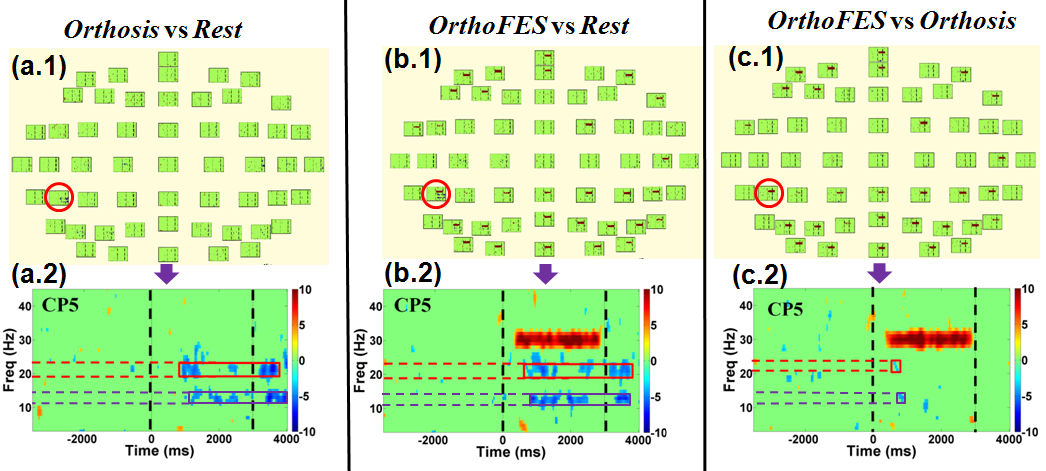 Orthosis vs Rest
(a.1)
(a.2)
CP5
Freq (Hz)
40
30
20
10
-2000 0 2000 4000
Time (ms)
10
5
0
-5
-10
OrthoFES vs Rest
(b.1)
(b.2)
CP5
Freq (Hz)
40
30
20
10
-2000 0 2000 4000
Time (ms)
10
5
0
-5
-10
OrthoFES vs Orthosis
(c.1)
(c.2)
CP5
Freq (Hz)
40
30
20
10
-2000 0 2000 4000
Time (ms)
10
5
0
-5
-10